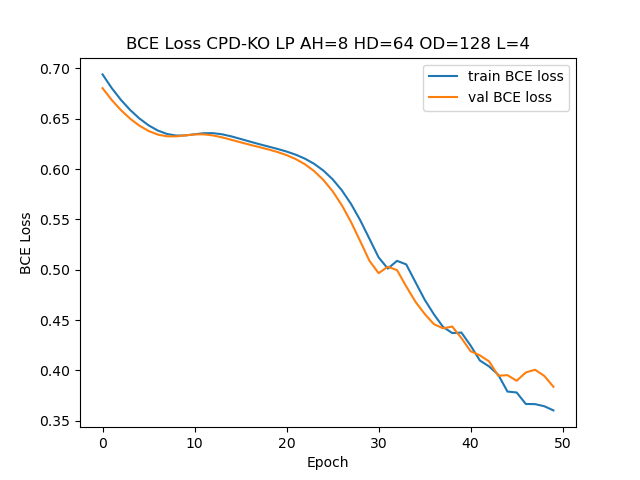 BCE Loss CPD-KO LP AH=8 HD=64 OD=128 L=4
train BCE loss
val BCE loss
BCE Loss
0.70
0.65
0.60
0.55
0.50
0.45
0.40
0.35
0 10 20 30 40 50
Epoch